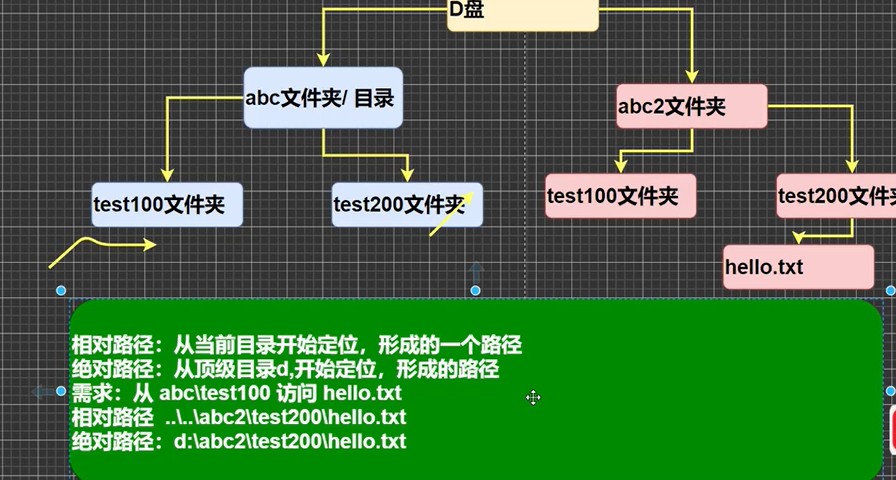 D盘
abc文件夹/ 目录
abc2文件夹
test100文件夹
test200文件夹
test100文件夹
test200文件夹
hello.txt
相对路径：从当前目录开始定位，形成的一个路径
绝对路径：从顶级目录d,开始定位，形成的路径
需求：从 abc\test100 访问 hello.txt
相对路径 ..\..\abc2\test200\hello.txt
绝对路径：d:\abc2\test200\hello.txt